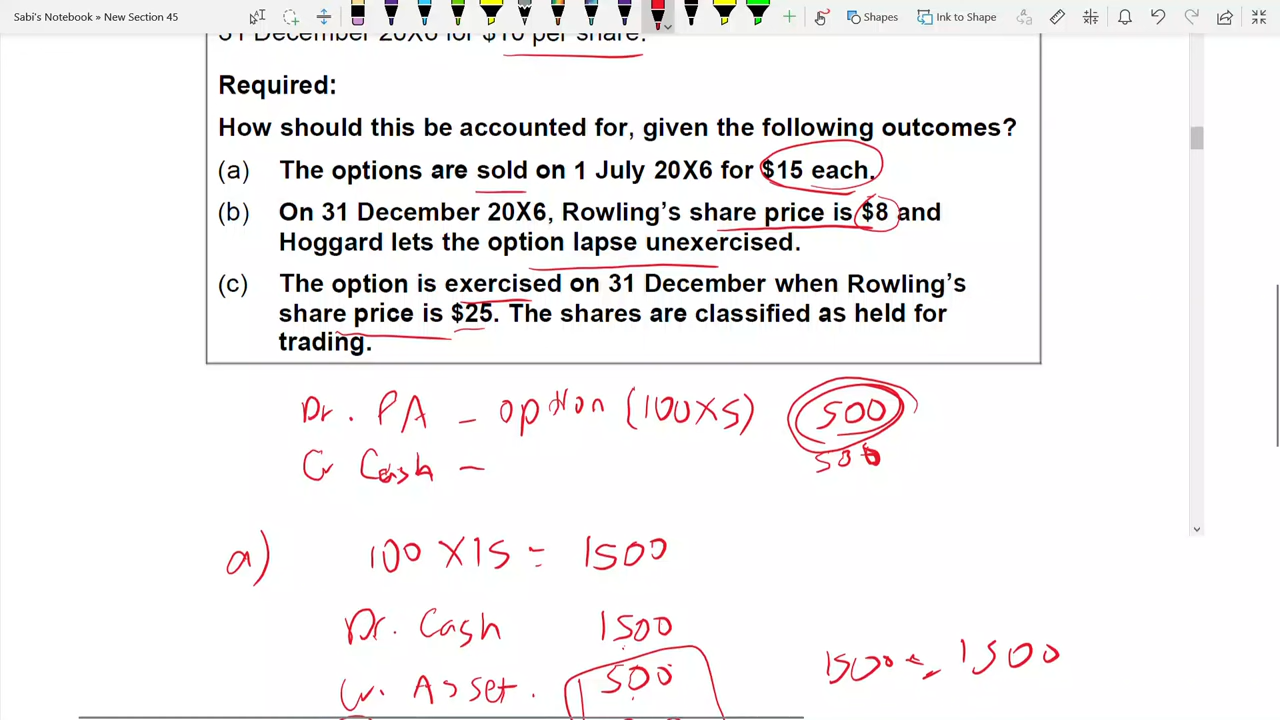 Sabi's Notebook » New Section 45
Shapes
Ink to Shape
31 December 20X6 for $10 per share.
Required:
How should this be accounted for, given the following outcomes?
(a) The options are sold on 1 July 20X6 for $15 each.
(b) On 31 December 20X6, Rowling's share price is $8 and
Hoggard lets the option lapse unexercised.
(c) The option is exercised on 31 December when Rowling's
share price is $25. The shares are classified as held for
trading.
Dr. FA - option (100X5) 500
Cr Cash - 500
a) 100 X 15 = 1500
Dr. Cash 1500
Cr. Asset. 500
1500 = 1500